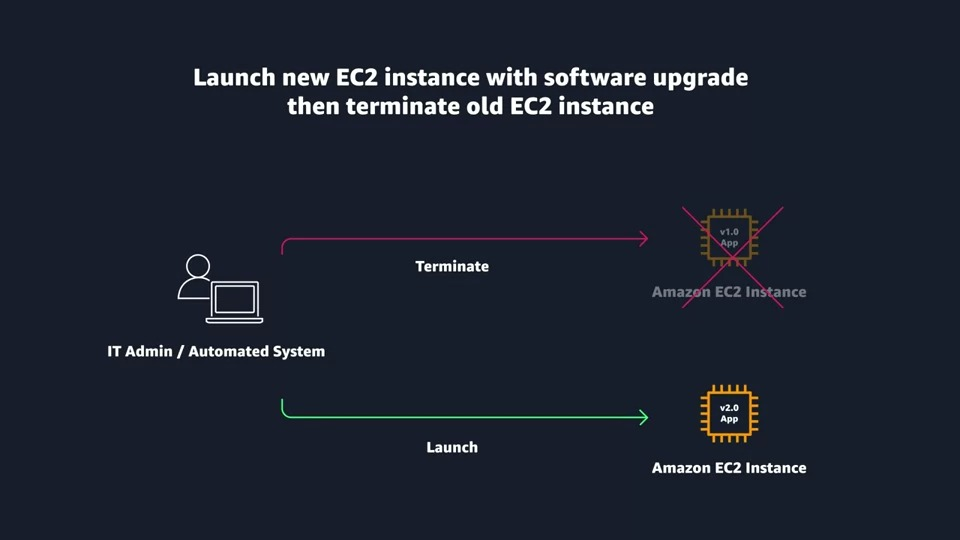 Launch new EC2 instance with software upgrade
then terminate old EC2 instance
v1.0
App
Terminate
Amazon EC2 Instance
IT Admin / Automated System
v2.0
App
Launch
Amazon EC2 Instance